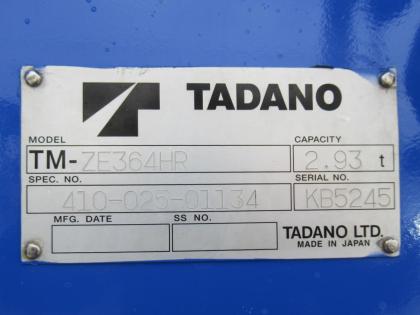 TADANO
MODEL CAPACITY
TM-ZE364HR 2.93 t
SPEC. NO. SERIAL NO.
410-025-01134 KB5245
MFG. DATE SS NO.
TADANO LTD.
MADE IN JAPAN